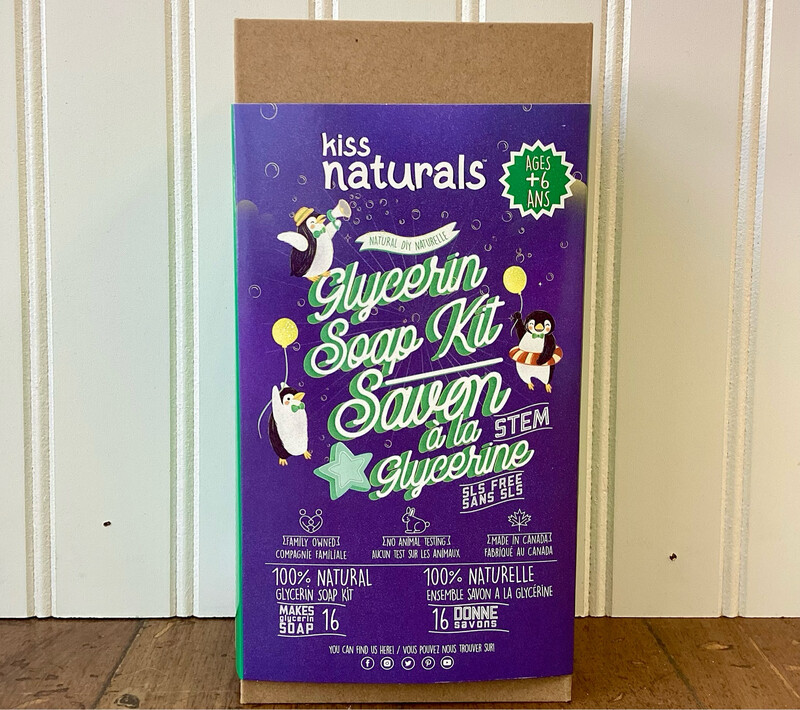 kiss
naturals™
AGES
+6
ANS
NATURAL DIY NATURELLE
Glycerin
Soap Kit
Savon
à la
Glycerine
STEM
SLS FREE
SANS SLS
FAMILY OWNED
COMPAGNIE FAMILIALE
NO ANIMAL TESTING
AUCUN TEST SUR LES ANIMAUX
MADE IN CANADA
FABRIQUÉ AU CANADA
100% NATURAL
GLYCERIN SOAP KIT
MAKES
glycerin
SOAP
16
100% NATURELLE
ENSEMBLE SAVON A LA GLYCÉRINE
16 DONNE
savons
YOU CAN FIND US HERE! / VOUS POUVEZ NOUS TROUVER SUR!